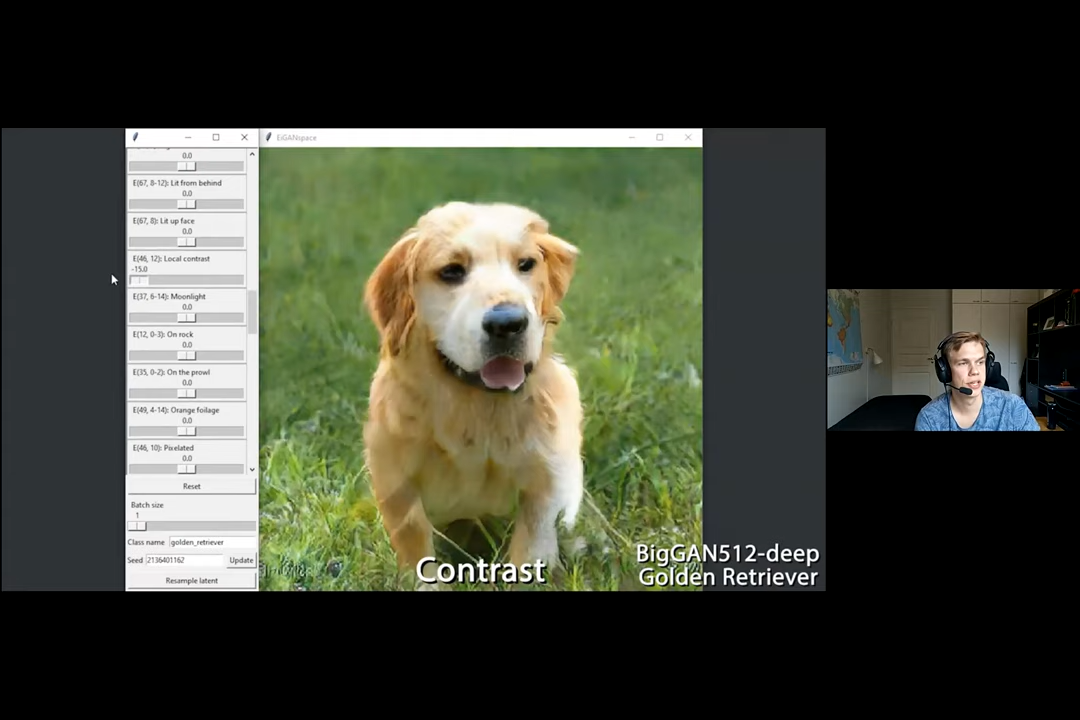 EiGANspace
0.0
E(67, 8-12): Lit from behind
0.0
E(67, 8): Lit up face
0.0
E(46, 12): Local contrast
-15.0
E(37, 6-14): Moonlight
0.0
E(12, 0-3): On rock
0.0
E(35, 0-2): On the prowl
0.0
E(49, 4-14): Orange foilage
0.0
E(46, 10): Pixelated
0.0
Reset
Batch size
1
Class name golden_retriever
Seed 2136401162 Update
Resample latent
Contrast
BigGAN512-deep
Golden Retriever